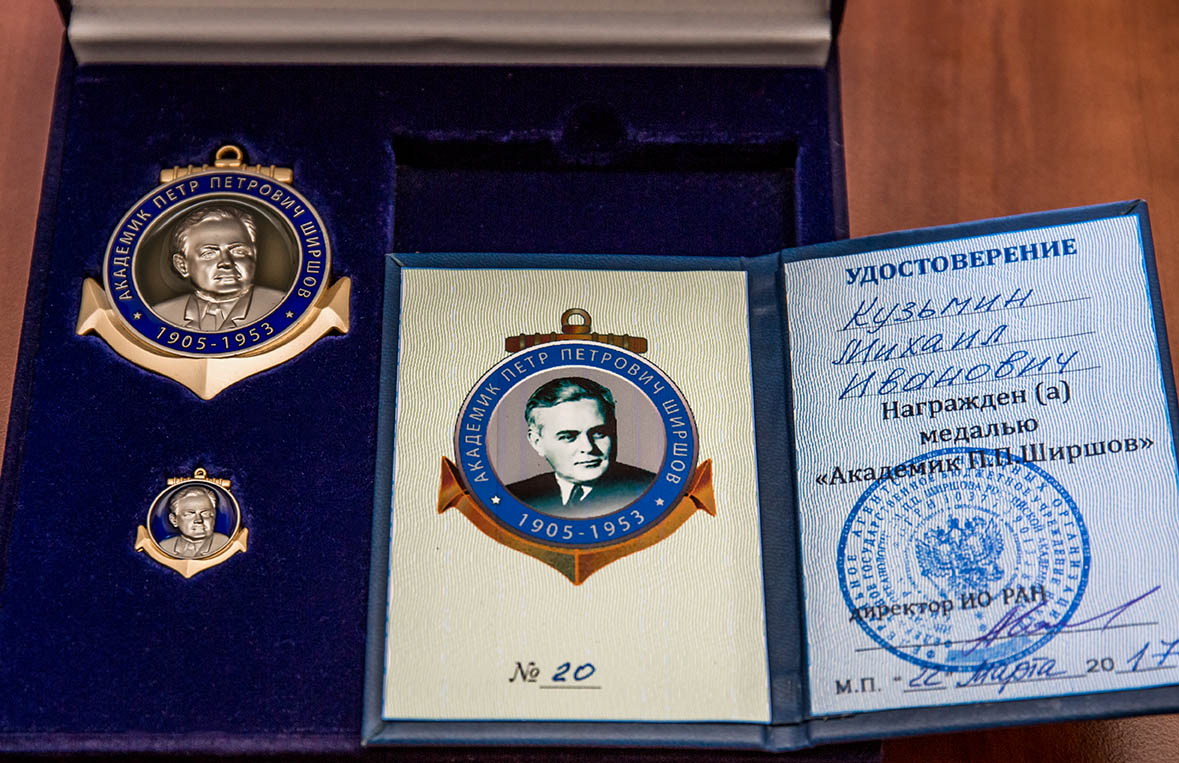 АКАДЕМИК ПЕТР ПЕТРОВИЧ ШИРШОВ
1905-1953
АКАДЕМИК ПЕТР ПЕТРОВИЧ ШИРШОВ
1905-1953
№ 20
УДОСТОВЕРЕНИЕ
Кузьмин
Михаил
Иванович
Награжден (а)
медалью
«Академик П.П.Ширшов»
директор ИО РАН
М.П. "22" Марта 2017